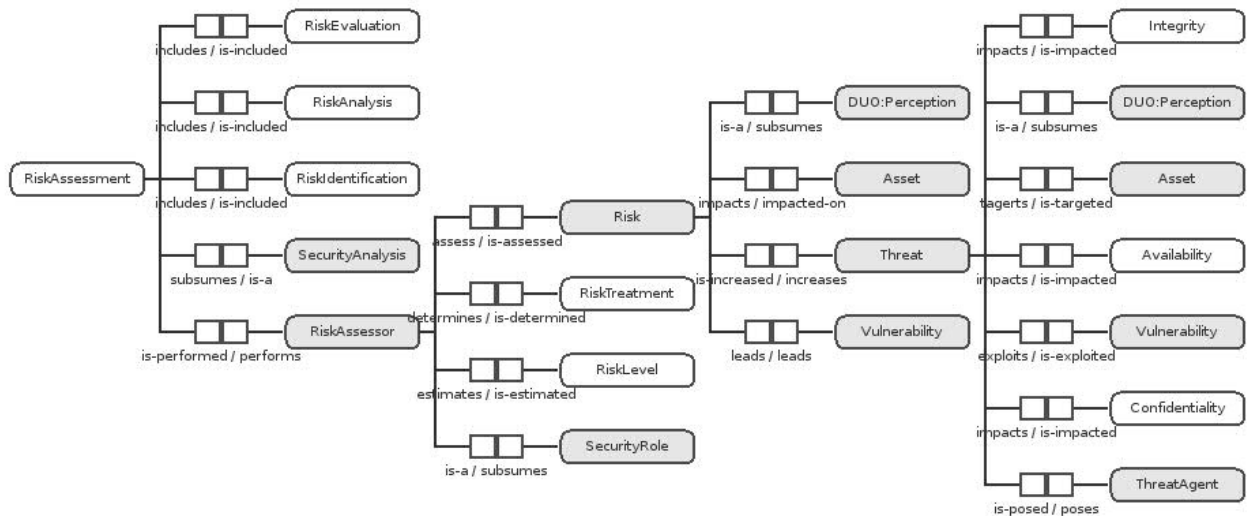 RiskEvaluation
includes / is-included
RiskAnalysis
includes / is-included
RiskAssessment
RiskIdentification
includes / is-included
SecurityAnalysis
subsumes / is-a
RiskAssessor
is-performed / performs
Risk
assess / is-assessed
RiskTreatment
determines / is-determined
RiskLevel
estimates / is-estimated
SecurityRole
is-a / subsumes
DUO:Perception
is-a / subsumes
Asset
impacts / impacted-on
Threat
is-increased / increases
Vulnerability
leads / leads
Integrity
impacts / is-impacted
DUO:Perception
is-a / subsumes
Asset
tagerts / is-targeted
Availability
impacts / is-impacted
Vulnerability
exploits / is-exploited
Confidentiality
impacts / is-impacted
ThreatAgent
is-posed / poses